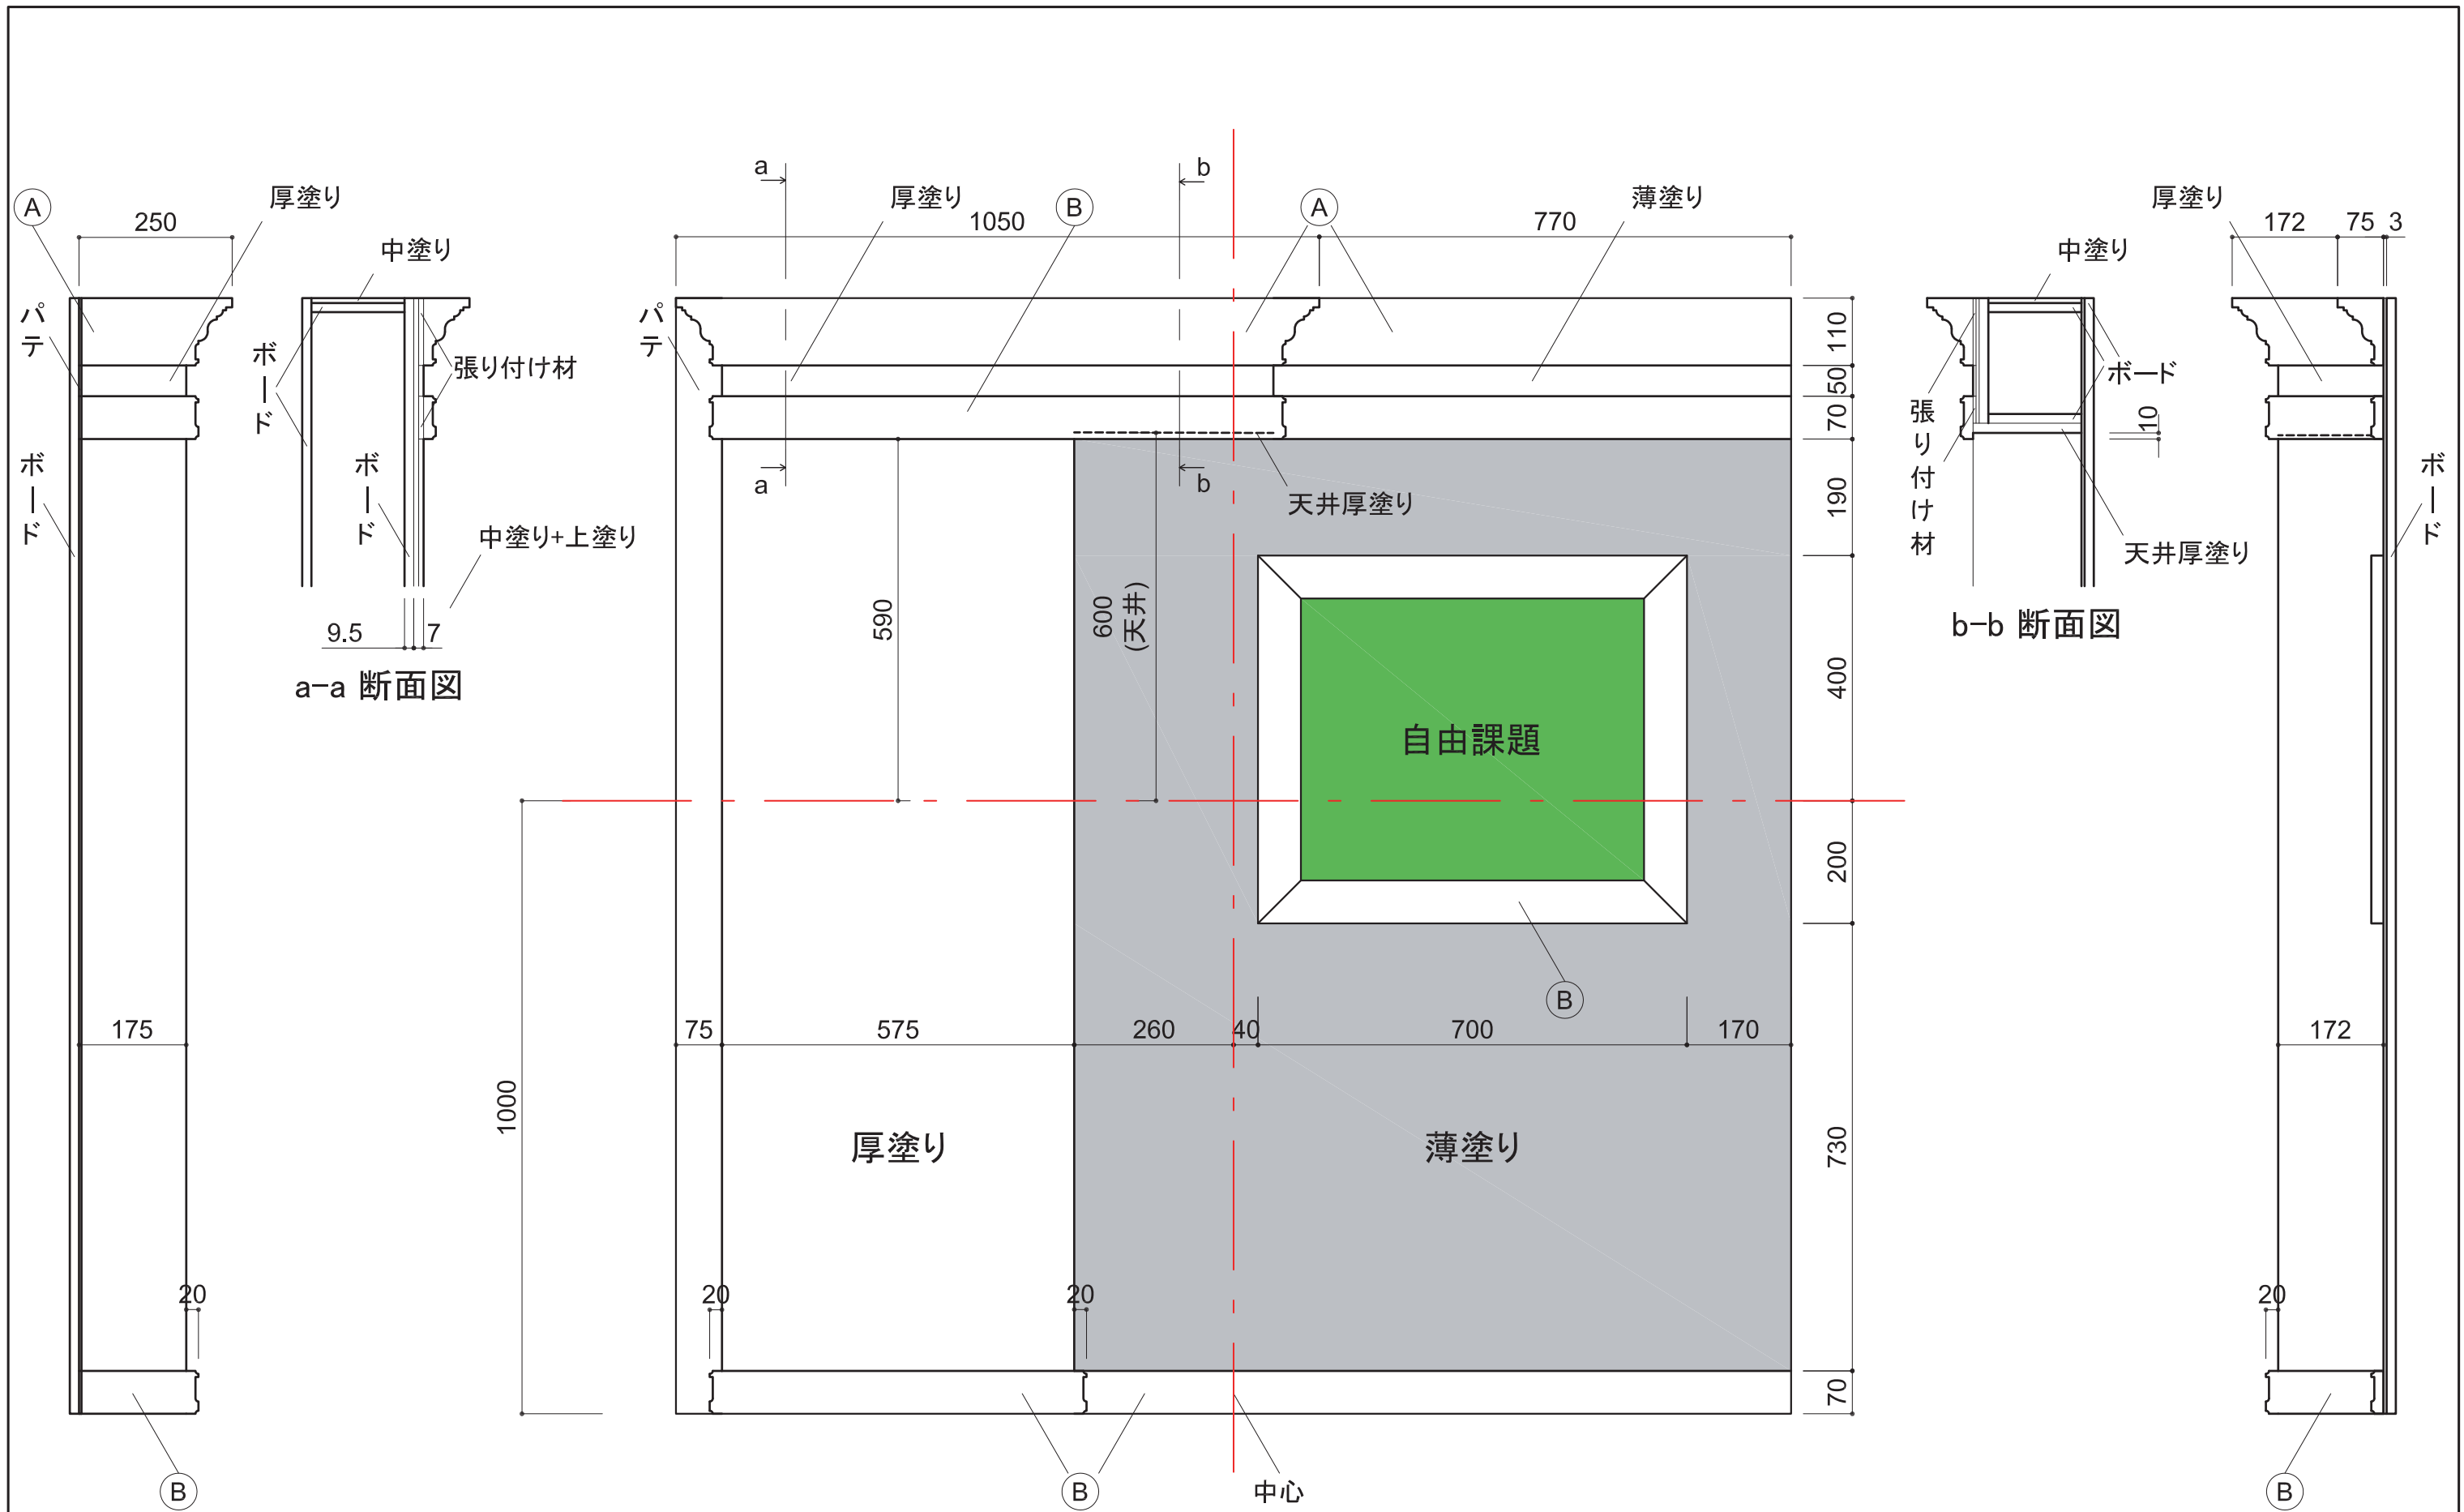 A
250
厚塗り
中塗り
パテ
ボード
張り付け材
ボード
ボード
中塗り+上塗り
9.5
7
a-a 断面図
175
20
B
a
b
厚塗り
B
A
薄塗り
1050
770
パテ
110
50
70
190
400
200
730
70
a
b
天井厚塗り
590
600
(天井)
自由課題
B
75
575
260
40
700
170
1000
厚塗り
薄塗り
20
20
B
中心
中塗り
ボード
張り付け材
10
天井厚塗り
b-b 断面図
厚塗り
172
75
3
ボード
172
20
B